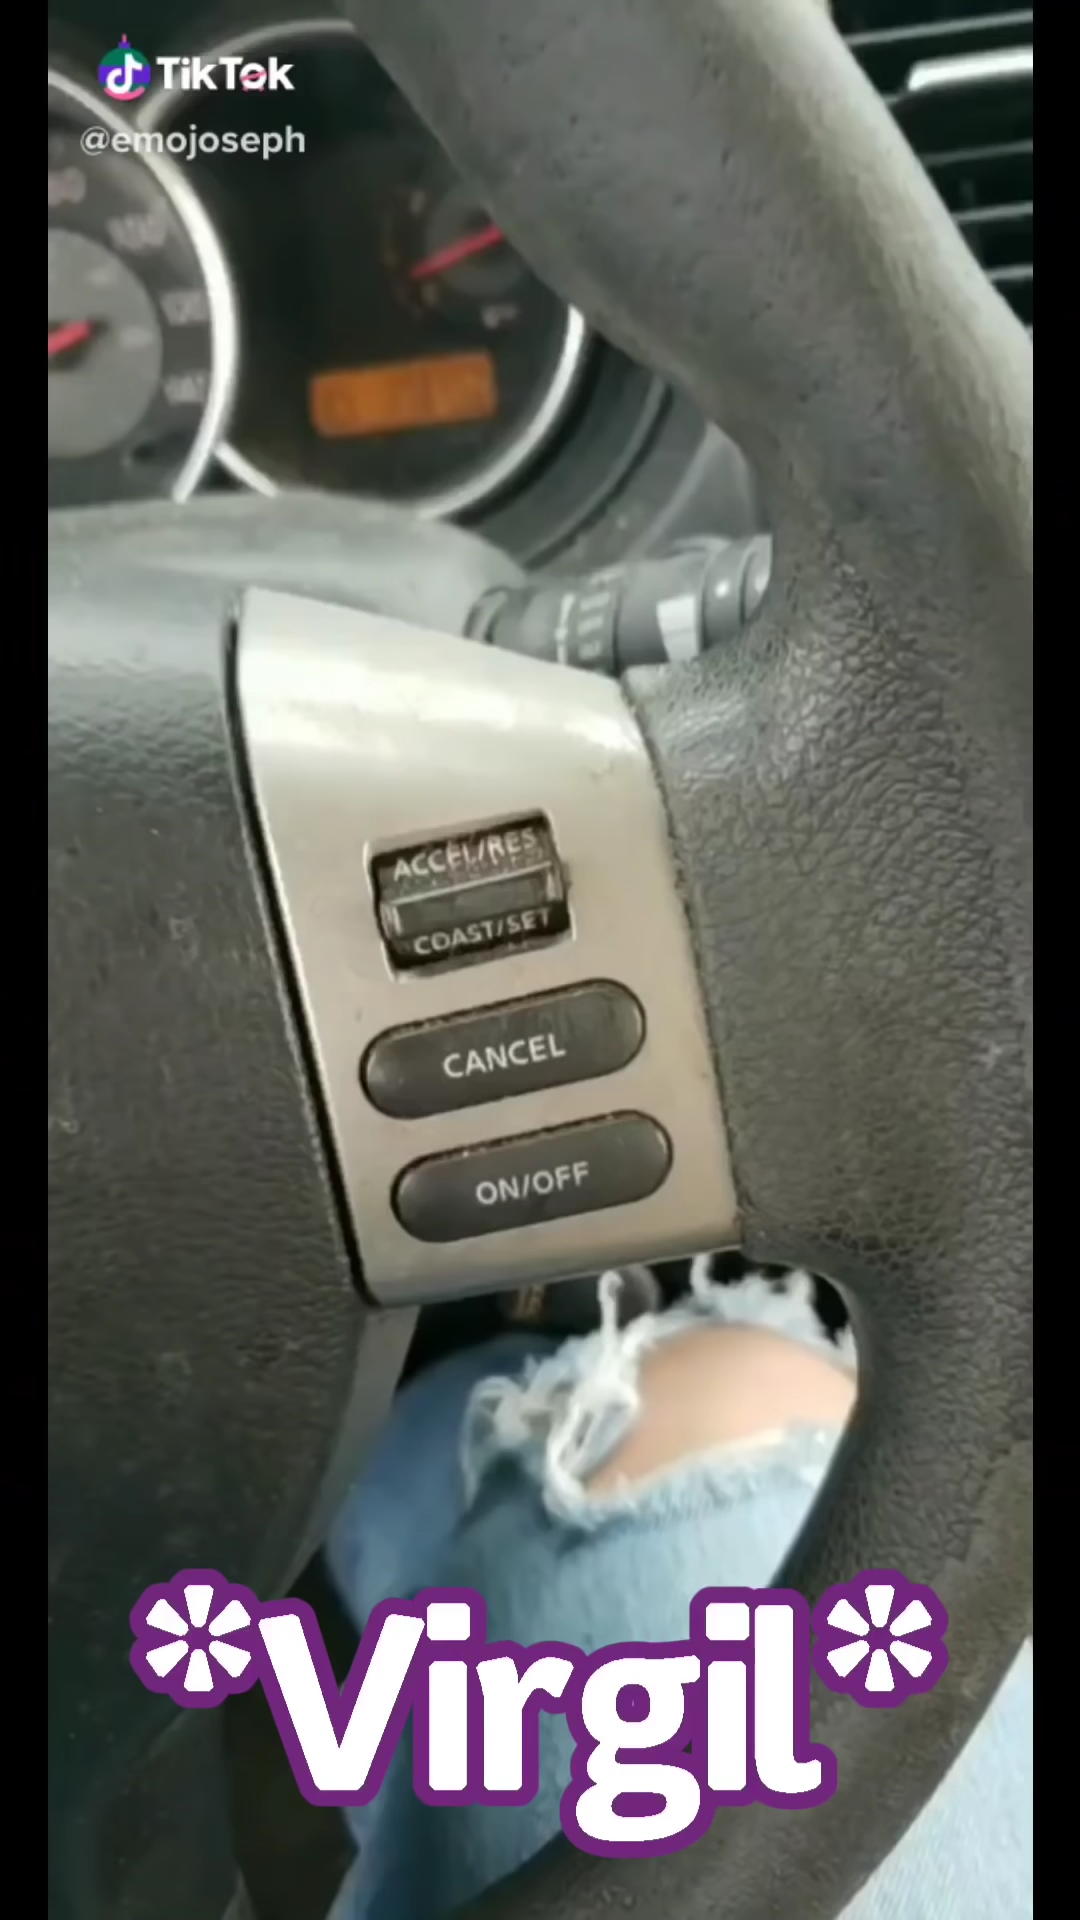 TikTok
@emojoseph
ACCEL/RES
COAST/SET
CANCEL
ON/OFF
*Virgil*